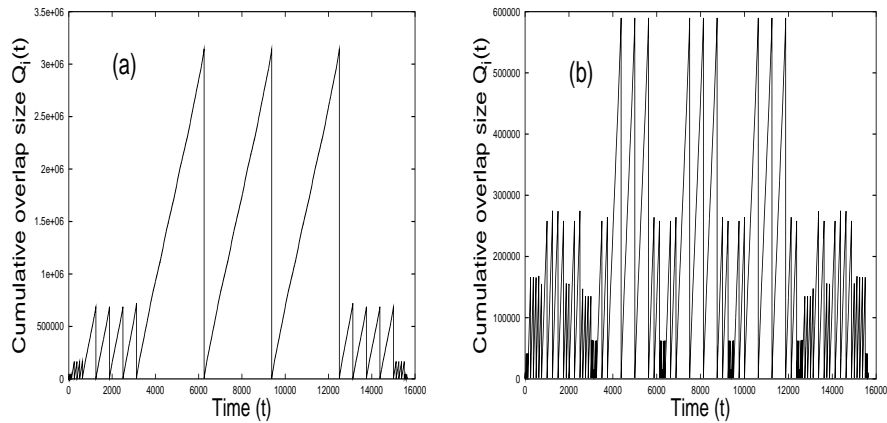 3.5e+06
3e+06
2.5e+06
2e+06
1.5e+06
1e+06
500000
0
0 2000 4000 6000 8000 10000 12000 14000 16000
Time (t)
Cumulative overlap size Q_i(t)
(a)
600000
500000
400000
300000
200000
100000
0
0 2000 4000 6000 8000 10000 12000 14000 16000
Time (t)
Cumulative overlap size Q_i(t)
(b)